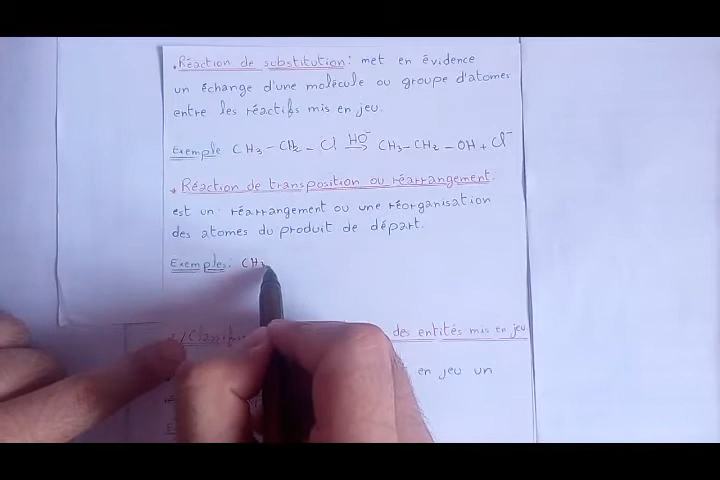 . Réaction de substitution : met en évidence
un échange d'une molécule ou groupe d'atomes
entre les réactifs mis en jeu.
Exemple CH3 - CH2 - Cl HO⁻→ CH3 - CH2 - OH + Cl⁻
. Réaction de transposition ou réarrangement.
est un réarrangement ou une réorganisation
des atomes du produit de départ.
Exemples : CH3
des entités mis en jeu
en jeu un